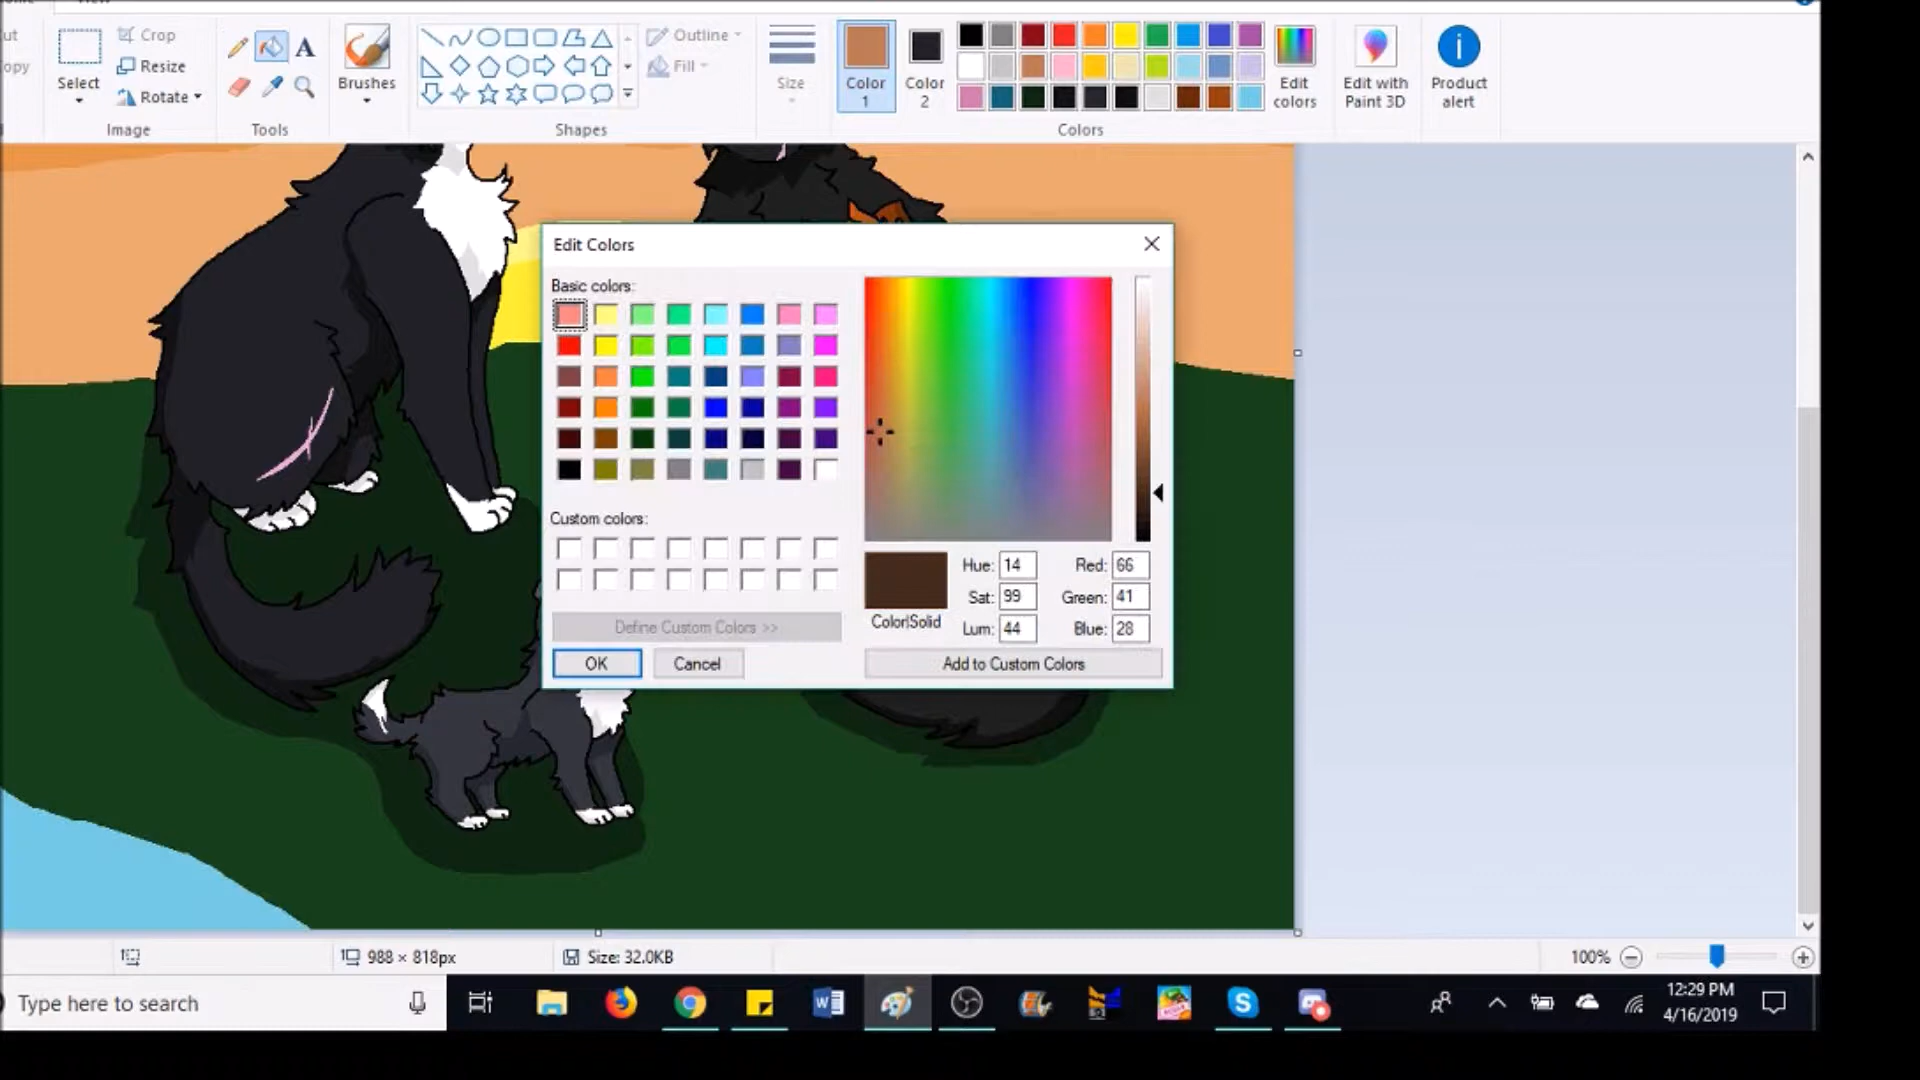 ut
opy
Select
Crop
Resize
Rotate
Image
A
Tools
Brushes
Shapes
Outline
Fill
Size
Color
1
Color
2
Edit
colors
Edit with
Paint 3D
Product
alert
Colors
Edit Colors
Basic colors:
Custom colors:
Define Custom Colors >>
OK
Cancel
Color|Solid
Hue: 14
Sat: 99
Lum: 44
Red: 66
Green: 41
Blue: 28
Add to Custom Colors
988 × 818px
Size: 32.0KB
100%
Type here to search
12:29 PM
4/16/2019